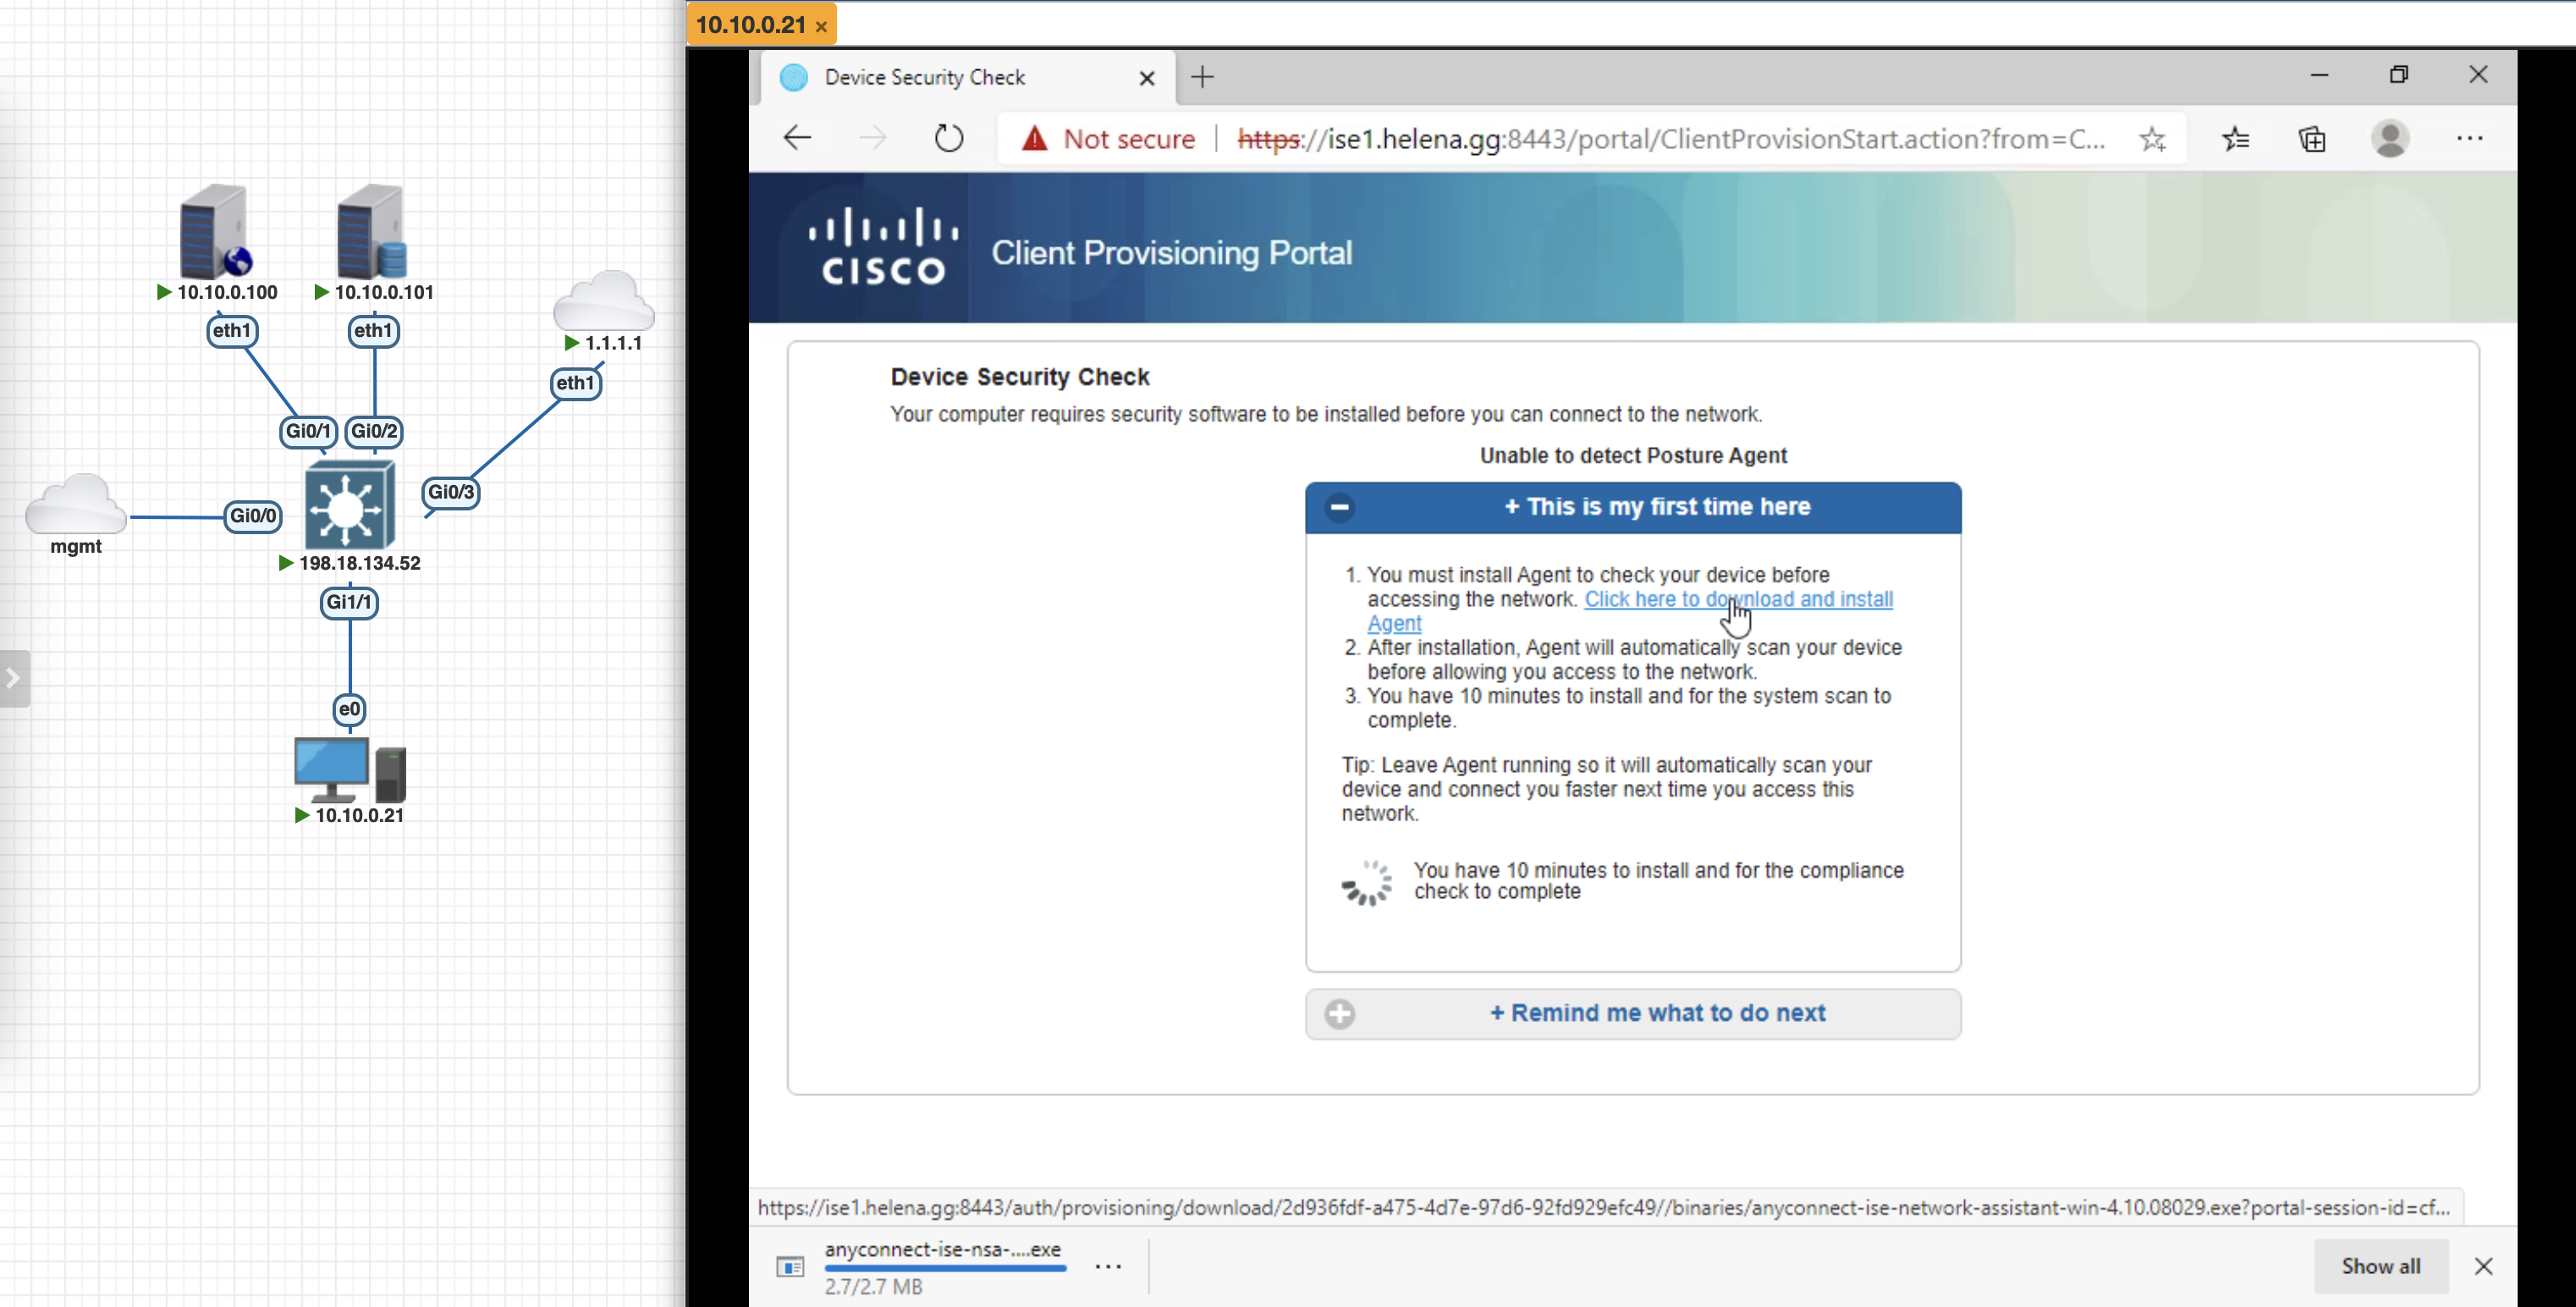 10.10.0.21 ×
Device Security Check
Not secure | https://ise1.helena.gg:8443/portal/ClientProvisionStart.action?from=C...
CISCO
Client Provisioning Portal
10.10.0.100
10.10.0.101
eth1
eth1
1.1.1.1
eth1
Gi0/1
Gi0/2
Gi0/3
Gi0/0
mgmt
198.18.134.52
Gi1/1
e0
10.10.0.21
Device Security Check
Your computer requires security software to be installed before you can connect to the network.
Unable to detect Posture Agent
+ This is my first time here
1. You must install Agent to check your device before
accessing the network. Click here to download and install
Agent
2. After installation, Agent will automatically scan your device
before allowing you access to the network.
3. You have 10 minutes to install and for the system scan to
complete.
Tip: Leave Agent running so it will automatically scan your
device and connect you faster next time you access this
network.
You have 10 minutes to install and for the compliance
check to complete
+ Remind me what to do next
https://ise1.helena.gg:8443/auth/provisioning/download/2d936fdf-a475-4d7e-97d6-92fd929efc49//binaries/anyconnect-ise-network-assistant-win-4.10.08029.exe?portal-session-id=cf...
anyconnect-ise-nsa-....exe
2.7/2.7 MB
Show all